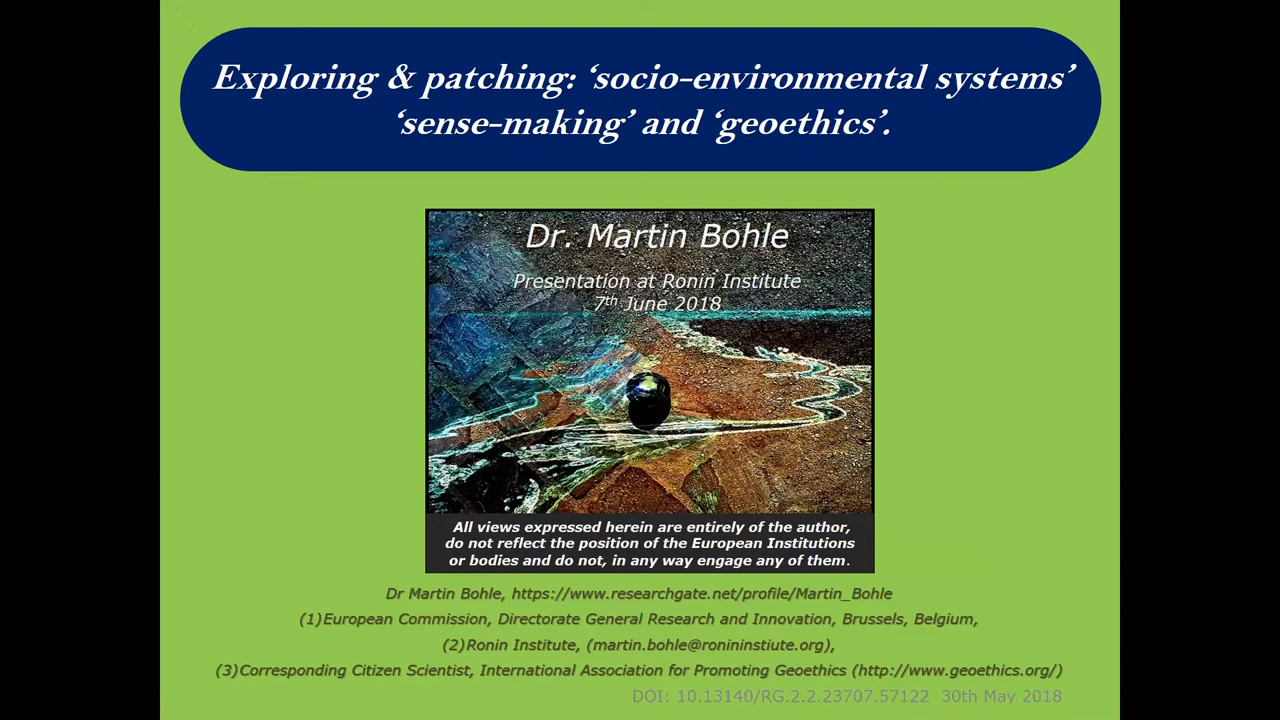 Exploring & patching: ‘socio-environmental systems’
‘sense-making’ and ‘geoethics’.
Dr. Martin Bohle
Presentation at Ronin Institute
7th June 2018
All views expressed herein are entirely of the author,
do not reflect the position of the European Institutions
or bodies and do not, in any way engage any of them.
Dr Martin Bohle, https://www.researchgate.net/profile/Martin_Bohle
(1)European Commission, Directorate General Research and Innovation, Brussels, Belgium,
(2)Ronin Institute, (martin.bohle@ronininstiute.org),
(3)Corresponding Citizen Scientist, International Association for Promoting Geoethics (http://www.geoethics.org/)
DOI: 10.13140/RG.2.2.23707.57122 30th May 2018